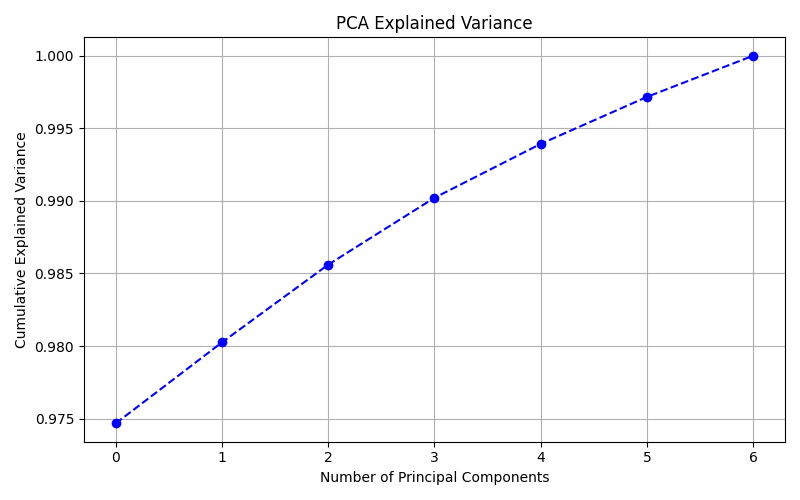 PCA Explained Variance
Cumulative Explained Variance
1.000
0.995
0.990
0.985
0.980
0.975
0 1 2 3 4 5 6
Number of Principal Components